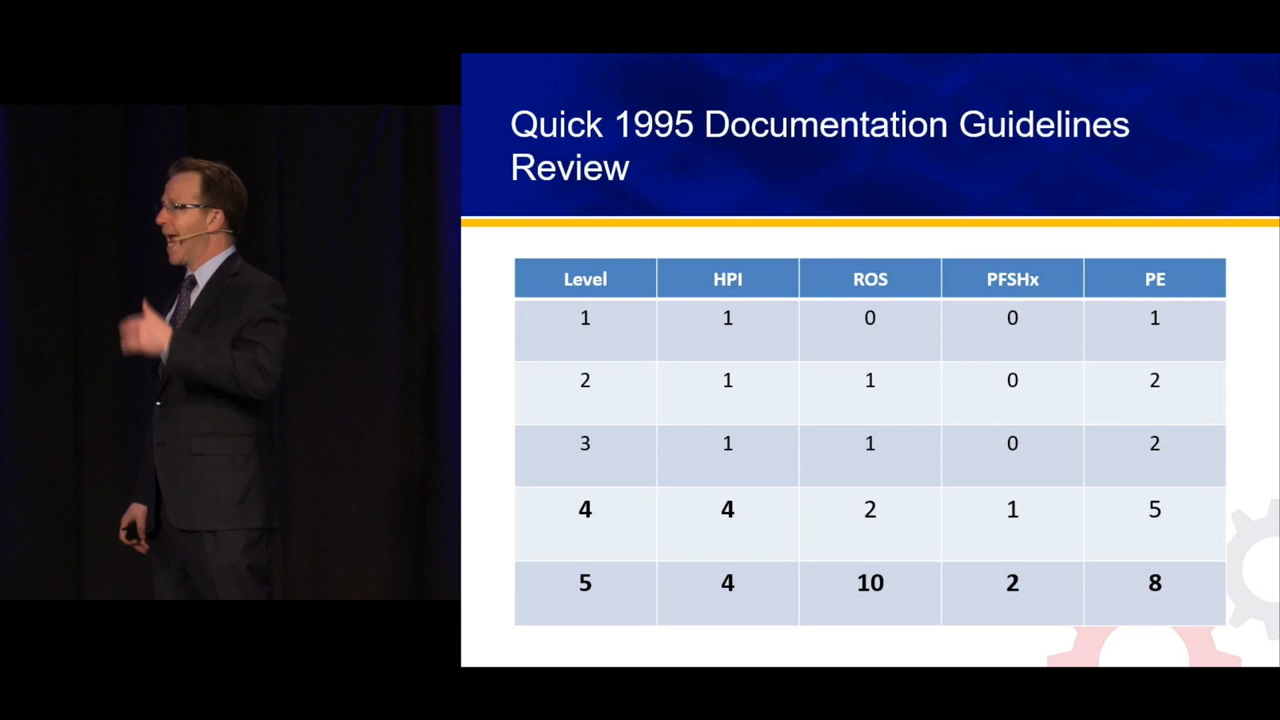 Quick 1995 Documentation Guidelines
Review
Level HPI ROS PFSHx PE
1 1 0 0 1
2 1 1 0 2
3 1 1 0 2
4 4 2 1 5
5 4 10 2 8